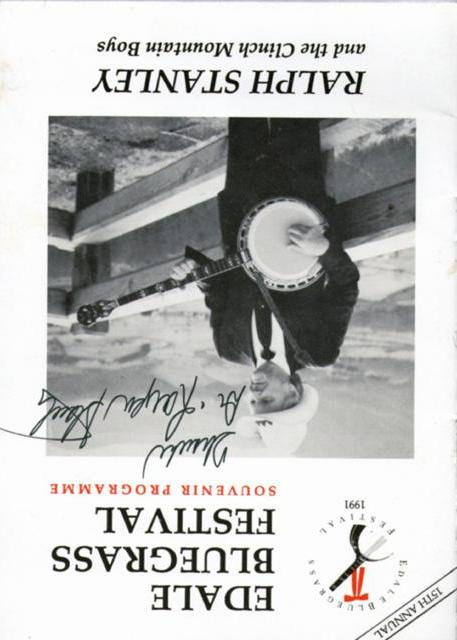 EDALE
BLUEGRASS
FESTIVAL
SOUVENIR PROGRAMME
15TH ANNUAL
EDALE BLUEGRASS
FESTIVAL
1991
Thanks
Dr. Ralph Stanley
RALPH STANLEY
and the Clinch Mountain Boys